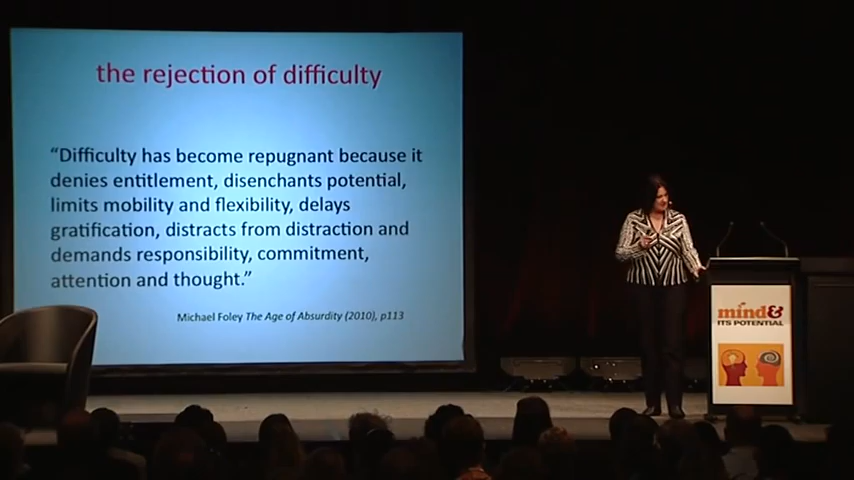 the rejection of difficulty
“Difficulty has become repugnant because it
denies entitlement, disenchants potential,
limits mobility and flexibility, delays
gratification, distracts from distraction and
demands responsibility, commitment,
attention and thought.”
Michael Foley The Age of Absurdity (2010), p113
mind&
ITS POTENTIAL